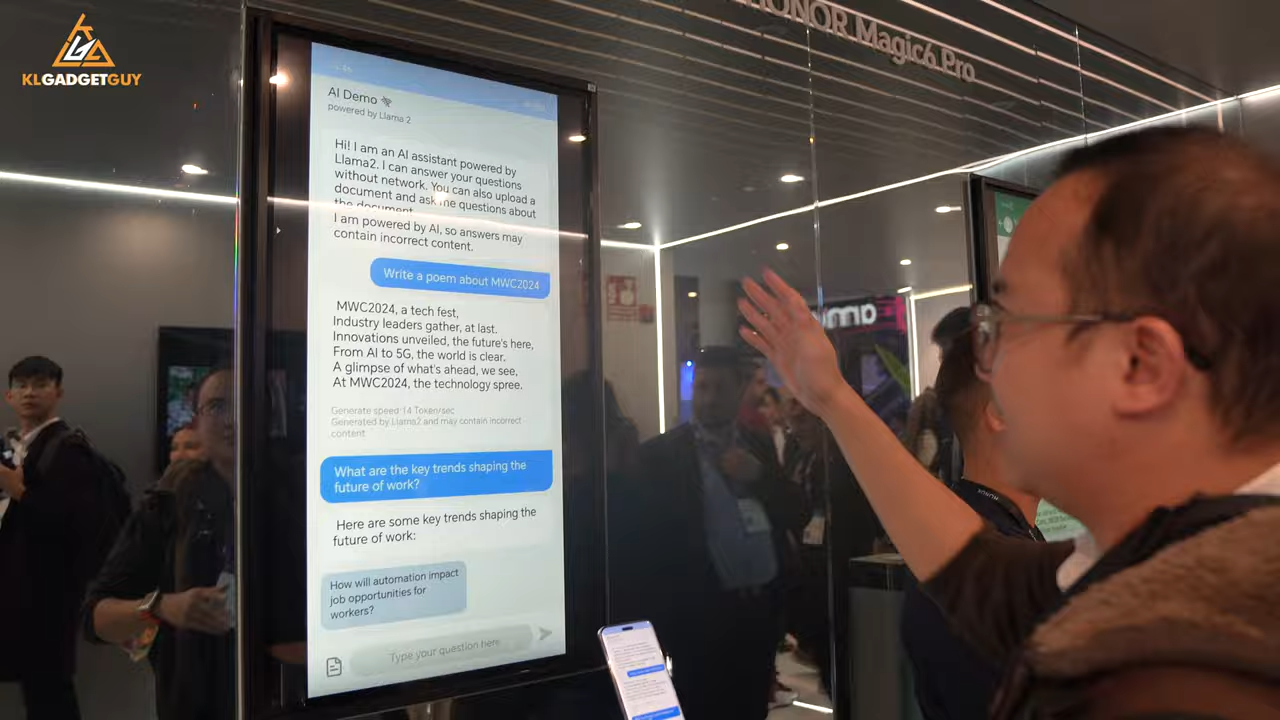 KLGADGETGUY
HONOR Magic6 Pro
AI Demo
powered by Llama 2
Hi! I am an AI assistant powered by
Llama2. I can answer your questions
without network. You can also upload a
document and ask me questions about
the document
I am powered by AI, so answers may
contain incorrect content.
Write a poem about MWC2024
MWC2024, a tech fest,
Industry leaders gather, at last.
Innovations unveiled, the future's here,
From AI to 5G, the world is clear.
A glimpse of what's ahead, we see,
At MWC2024, the technology spree.
Generate speed:14 Token/sec
Generated by Llama2 and may contain incorrect
content
What are the key trends shaping the
future of work?
Here are some key trends shaping the
future of work:
How will automation impact
job opportunities for
workers?
Type your question here
HONOR